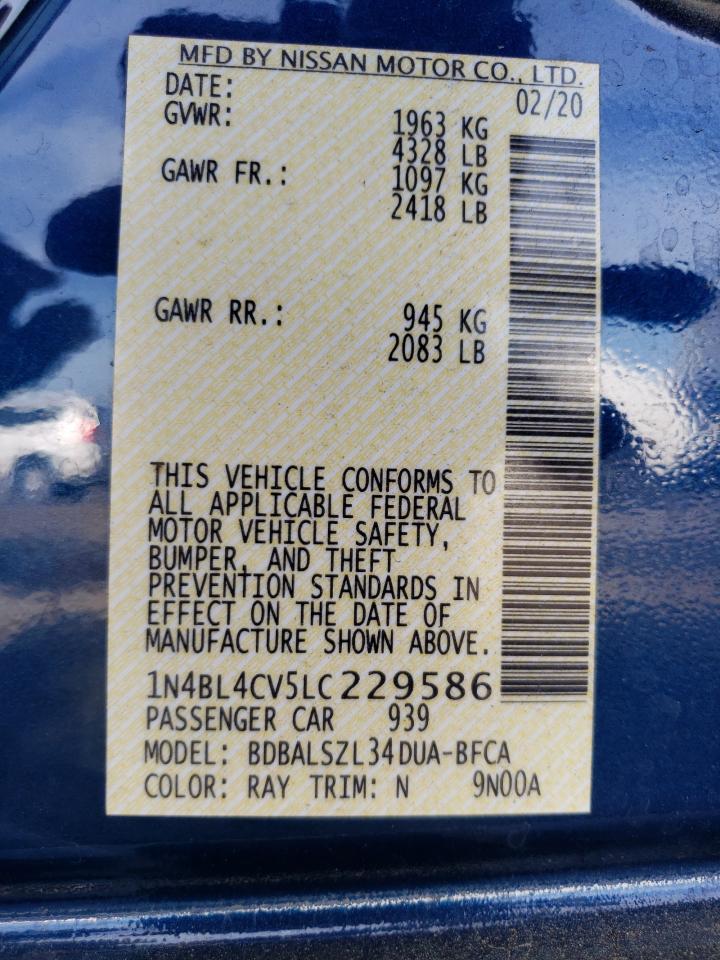 MFD BY NISSAN MOTOR CO., LTD.
DATE: 02/20
GVWR: 1963 KG
4328 LB
GAWR FR.: 1097 KG
2418 LB
GAWR RR.: 945 KG
2083 LB
THIS VEHICLE CONFORMS TO
ALL APPLICABLE FEDERAL
MOTOR VEHICLE SAFETY,
BUMPER, AND THEFT
PREVENTION STANDARDS IN
EFFECT ON THE DATE OF
MANUFACTURE SHOWN ABOVE.
1N4BL4CV5LC229586
PASSENGER CAR 939
MODEL: BDBALSZL34DUA-BFCA
COLOR: RAY TRIM: N 9N00A